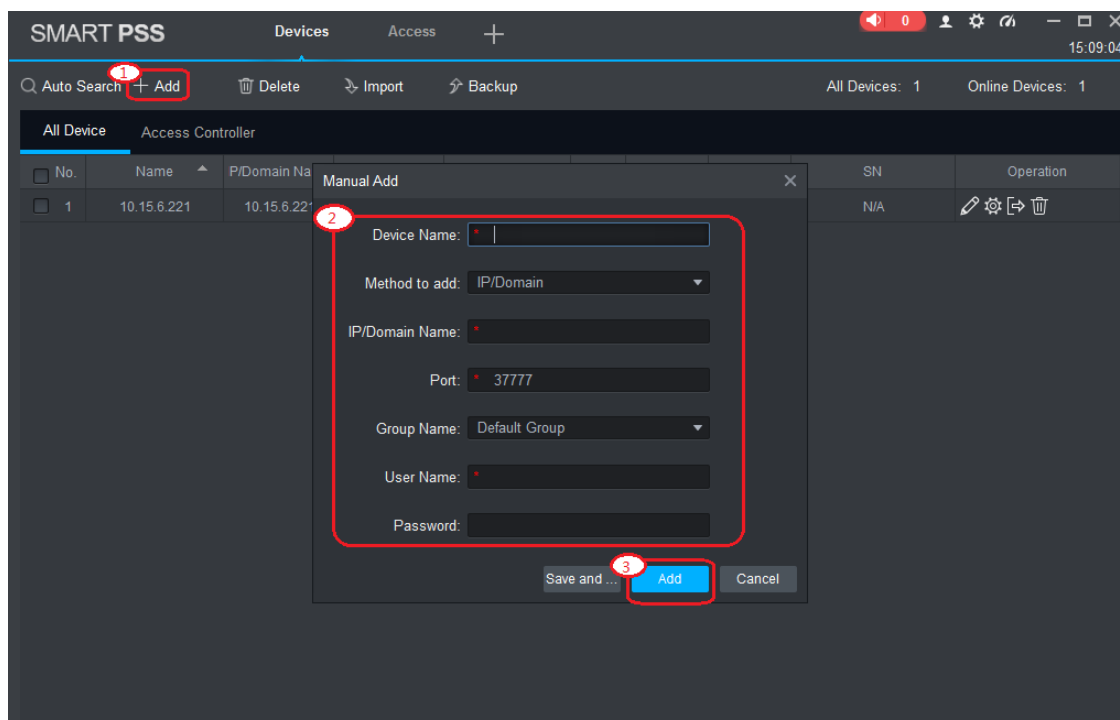 SMART PSS Devices Access 0
15:09:04
1
Auto Search + Add Delete Import Backup All Devices: 1 Online Devices: 1
All Device Access Controller
No. Name P/Domain Na SN Operation
1 10.15.6.221 10.15.6.221 N/A
Manual Add
2
Device Name: *
Method to add: IP/Domain
IP/Domain Name: *
Port: * 37777
Group Name: Default Group
User Name: *
Password:
3
Save and ... Add Cancel